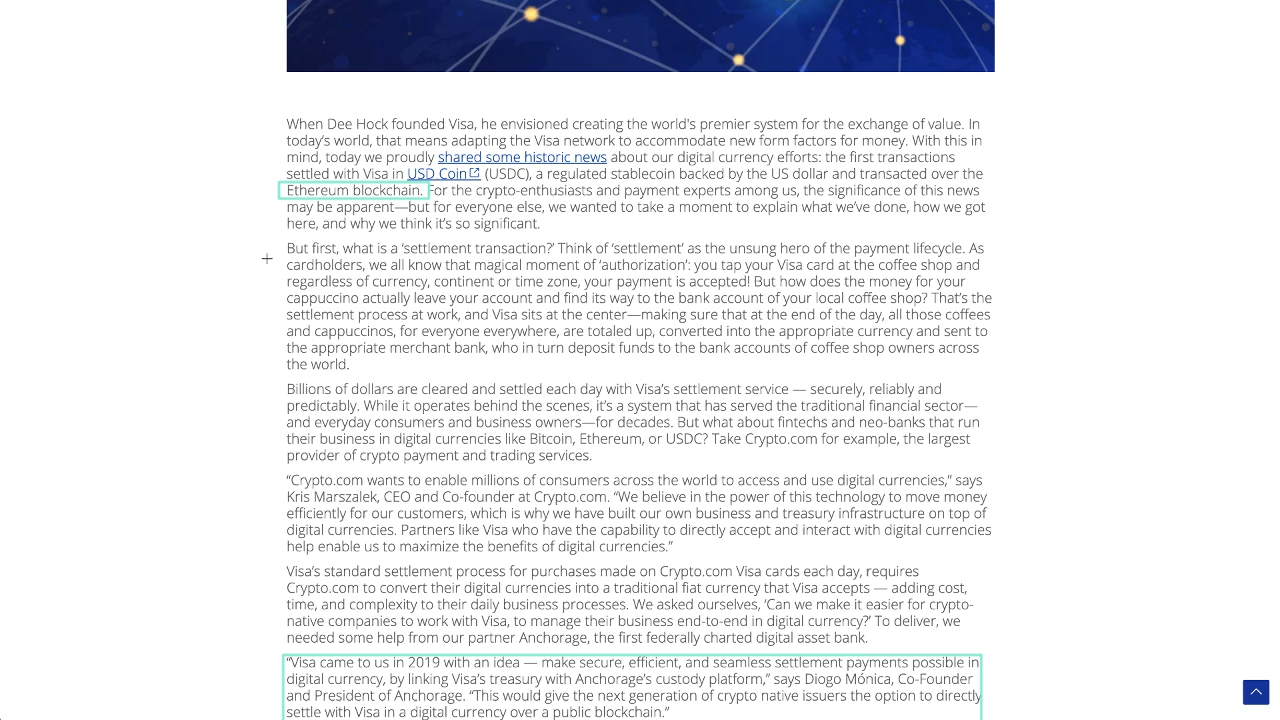 When Dee Hock founded Visa, he envisioned creating the world's premier system for the exchange of value. In
today’s world, that means adapting the Visa network to accommodate new form factors for money. With this in
mind, today we proudly shared some historic news about our digital currency efforts: the first transactions
settled with Visa in USD Coin (USDC), a regulated stablecoin backed by the US dollar and transacted over the
Ethereum blockchain. For the crypto-enthusiasts and payment experts among us, the significance of this news
may be apparent—but for everyone else, we wanted to take a moment to explain what we’ve done, how we got
here, and why we think it’s so significant.
But first, what is a ‘settlement transaction?’ Think of ‘settlement’ as the unsung hero of the payment lifecycle. As
cardholders, we all know that magical moment of ‘authorization’: you tap your Visa card at the coffee shop and
regardless of currency, continent or time zone, your payment is accepted! But how does the money for your
cappuccino actually leave your account and find its way to the bank account of your local coffee shop? That’s the
settlement process at work, and Visa sits at the center—making sure that at the end of the day, all those coffees
and cappuccinos, for everyone everywhere, are totaled up, converted into the appropriate currency and sent to
the appropriate merchant bank, who in turn deposit funds to the bank accounts of coffee shop owners across
the world.
Billions of dollars are cleared and settled each day with Visa’s settlement service — securely, reliably and
predictably. While it operates behind the scenes, it’s a system that has served the traditional financial sector—
and everyday consumers and business owners—for decades. But what about fintechs and neo-banks that run
their business in digital currencies like Bitcoin, Ethereum, or USDC? Take Crypto.com for example, the largest
provider of crypto payment and trading services.
“Crypto.com wants to enable millions of consumers across the world to access and use digital currencies,” says
Kris Marszalek, CEO and Co-founder at Crypto.com. “We believe in the power of this technology to move money
efficiently for our customers, which is why we have built our own business and treasury infrastructure on top of
digital currencies. Partners like Visa who have the capability to directly accept and interact with digital currencies
help enable us to maximize the benefits of digital currencies.”
Visa’s standard settlement process for purchases made on Crypto.com Visa cards each day, requires
Crypto.com to convert their digital currencies into a traditional fiat currency that Visa accepts — adding cost,
time, and complexity to their daily business processes. We asked ourselves, ‘Can we make it easier for crypto-
native companies to work with Visa, to manage their business end-to-end in digital currency?’ To deliver, we
needed some help from our partner Anchorage, the first federally charted digital asset bank.
“Visa came to us in 2019 with an idea — make secure, efficient, and seamless settlement payments possible in
digital currency, by linking Visa’s treasury with Anchorage’s custody platform,” says Diogo Mónica, Co-Founder
and President of Anchorage. “This would give the next generation of crypto native issuers the option to directly
settle with Visa in a digital currency over a public blockchain.”